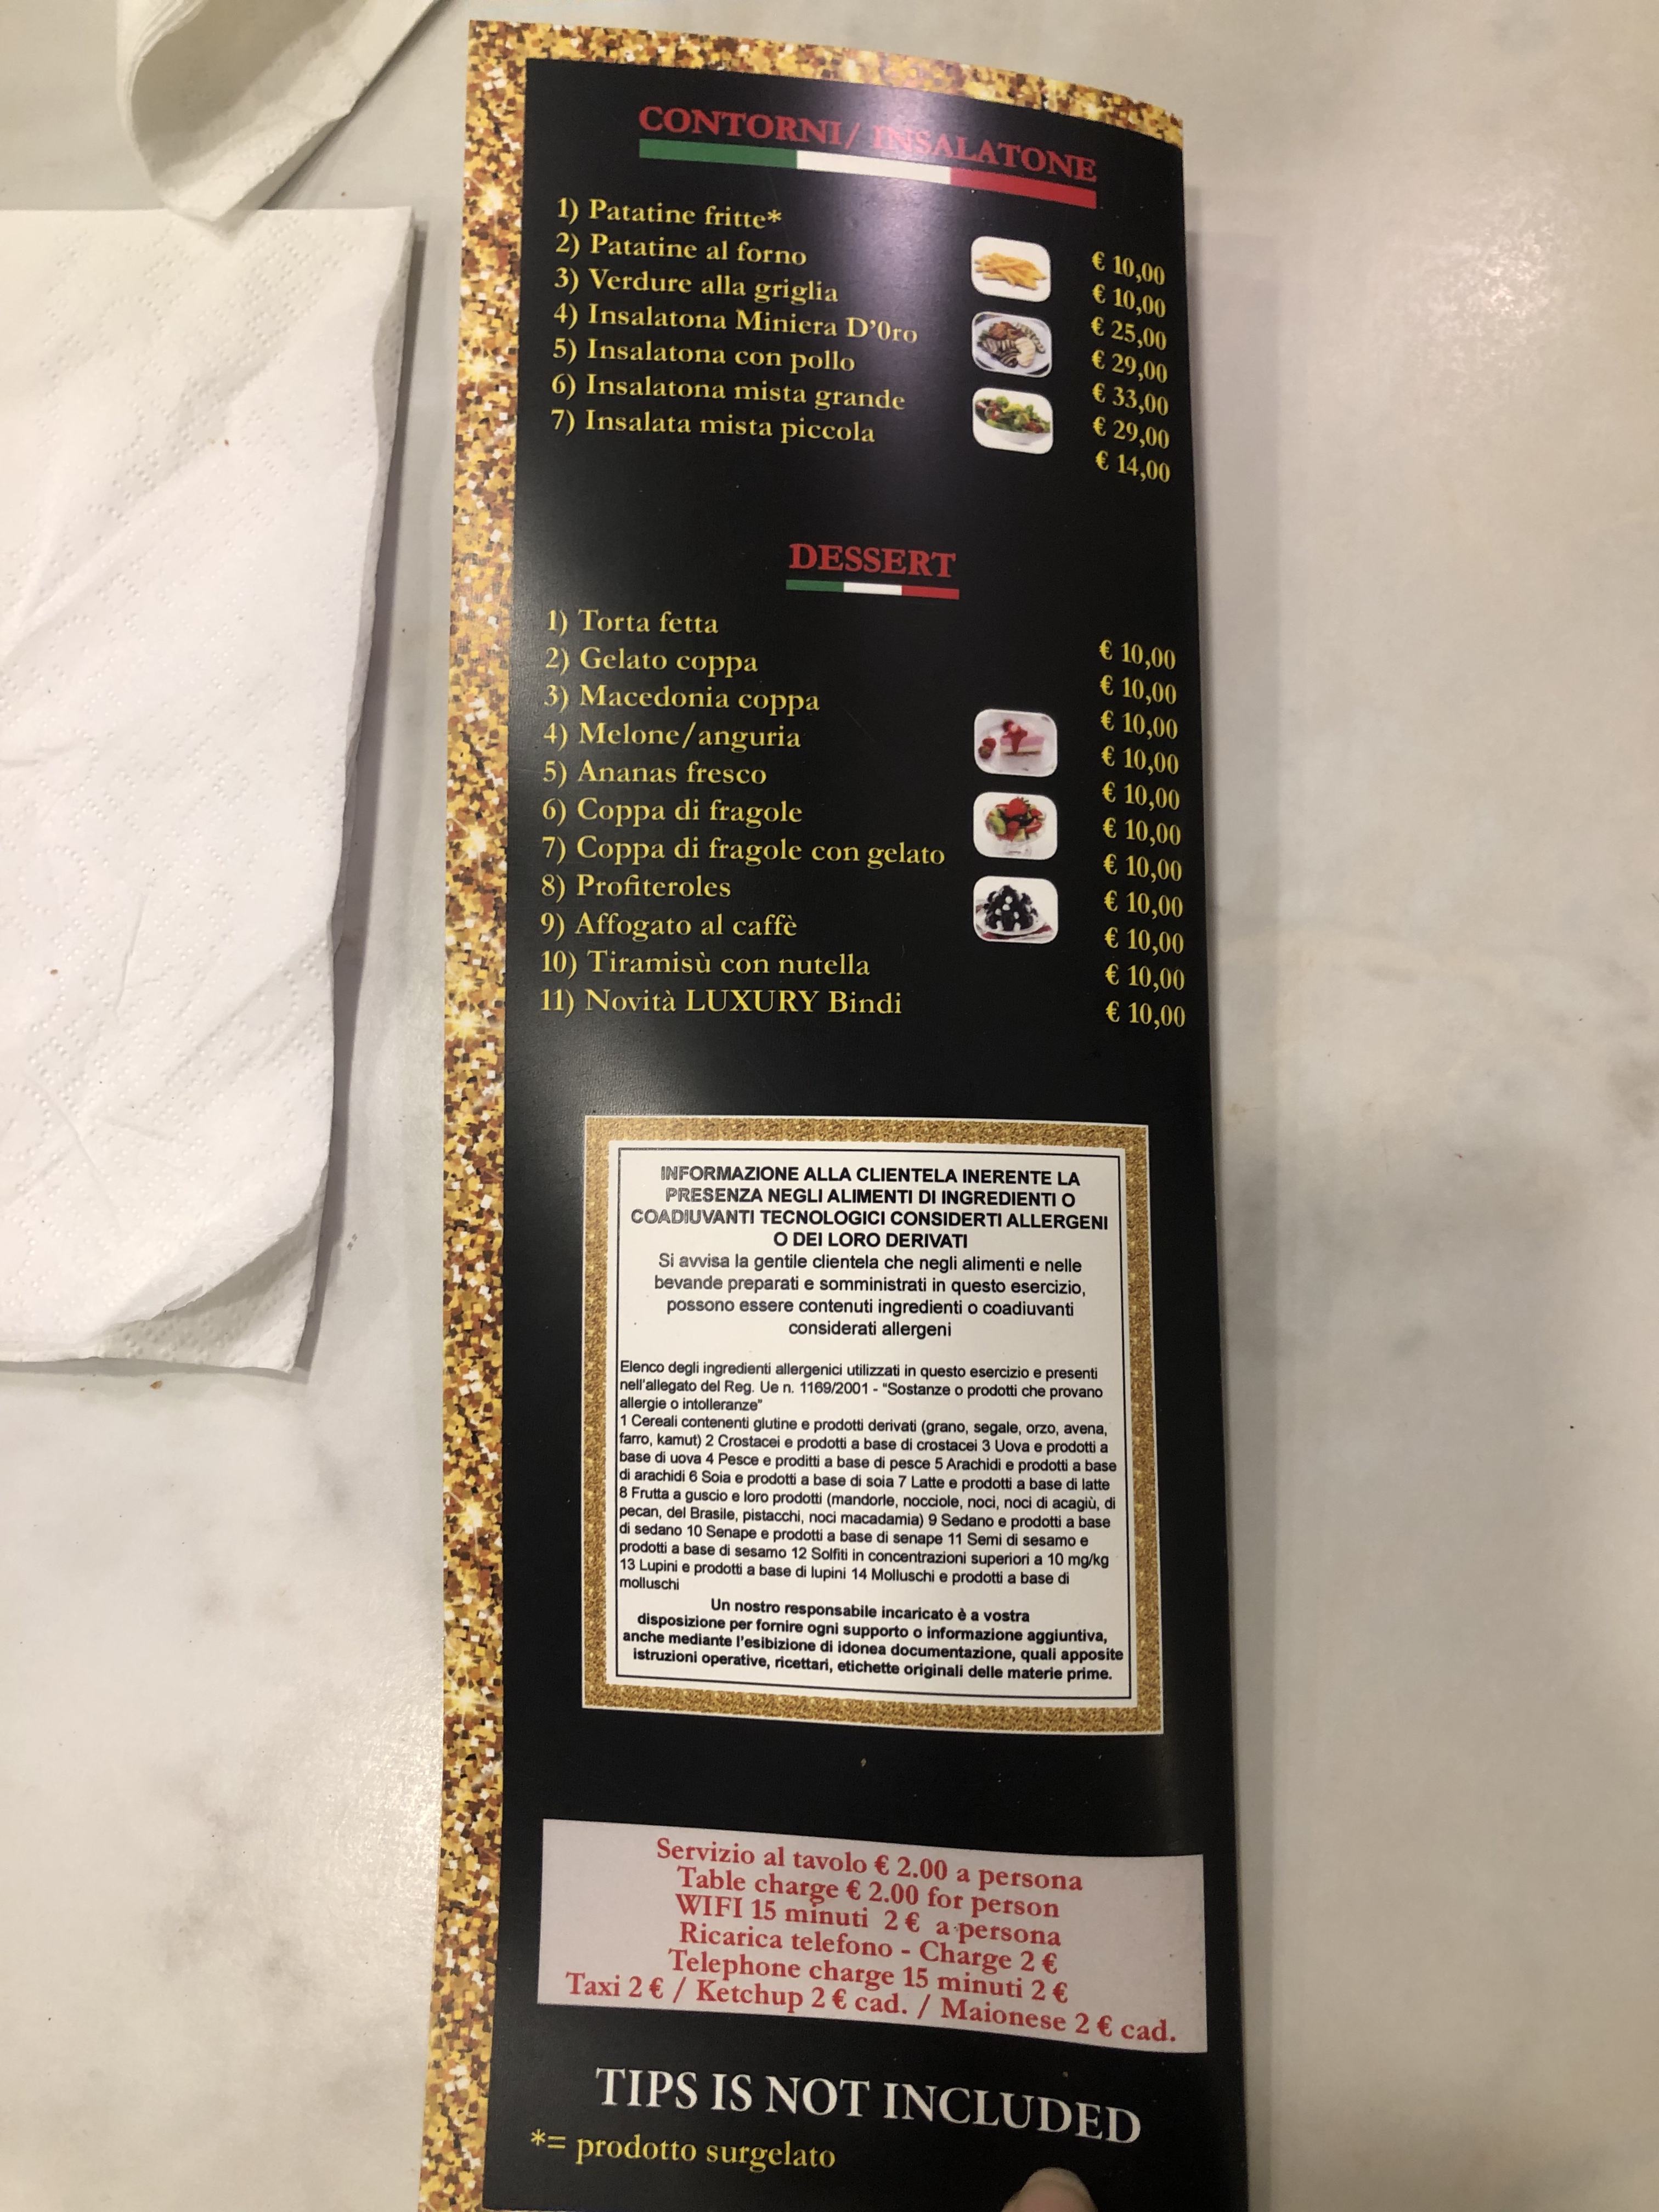 CONTORNI/ INSALATONE
1) Patatine fritte* € 10,00
2) Patatine al forno € 10,00
3) Verdure alla griglia € 25,00
4) Insalatona Miniera D'0ro € 29,00
5) Insalatona con pollo € 33,00
6) Insalatona mista grande € 29,00
7) Insalata mista piccola € 14,00
DESSERT
1) Torta fetta € 10,00
2) Gelato coppa € 10,00
3) Macedonia coppa € 10,00
4) Melone/anguria € 10,00
5) Ananas fresco € 10,00
6) Coppa di fragole € 10,00
7) Coppa di fragole con gelato € 10,00
8) Profiteroles € 10,00
9) Affogato al caffè € 10,00
10) Tiramisù con nutella € 10,00
11) Novità LUXURY Bindi € 10,00
INFORMAZIONE ALLA CLIENTELA INERENTE LA
PRESENZA NEGLI ALIMENTI DI INGREDIENTI O
COADIUVANTI TECNOLOGICI CONSIDERTI ALLERGENI
O DEI LORO DERIVATI
Si avvisa la gentile clientela che negli alimenti e nelle
bevande preparati e somministrati in questo esercizio,
possono essere contenuti ingredienti o coadiuvanti
considerati allergeni
Elenco degli ingredienti allergenici utilizzati in questo esercizio e presenti
nell'allegato del Reg. Ue n. 1169/2001 - "Sostanze o prodotti che provano
allergie o intolleranze"
1 Cereali contenenti glutine e prodotti derivati (grano, segale, orzo, avena,
farro, kamut) 2 Crostacei e prodotti a base di crostacei 3 Uova e prodotti a
base di uova 4 Pesce e proditti a base di pesce 5 Arachidi e prodotti a base
di arachidi 6 Soia e prodotti a base di soia 7 Latte e prodotti a base di latte
8 Frutta a guscio e loro prodotti (mandorle, nocciole, noci, noci di acagiù, di
pecan, del Brasile, pistacchi, noci macadamia) 9 Sedano e prodotti a base
di sedano 10 Senape e prodotti a base di senape 11 Semi di sesamo e
prodotti a base di sesamo 12 Solfiti in concentrazioni superiori a 10 mg/kg
13 Lupini e prodotti a base di lupini 14 Molluschi e prodotti a base di
molluschi
Un nostro responsabile incaricato è a vostra
disposizione per fornire ogni supporto o informazione aggiuntiva,
anche mediante l'esibizione di idonea documentazione, quali apposite
istruzioni operative, ricettari, etichette originali delle materie prime.
Servizio al tavolo € 2.00 a persona
Table charge € 2.00 for person
WIFI 15 minuti 2 € a persona
Ricarica telefono - Charge 2 €
Telephone charge 15 minuti 2 €
Taxi 2 € / Ketchup 2 € cad. / Maionese 2 € cad.
TIPS IS NOT INCLUDED
*= prodotto surgelato